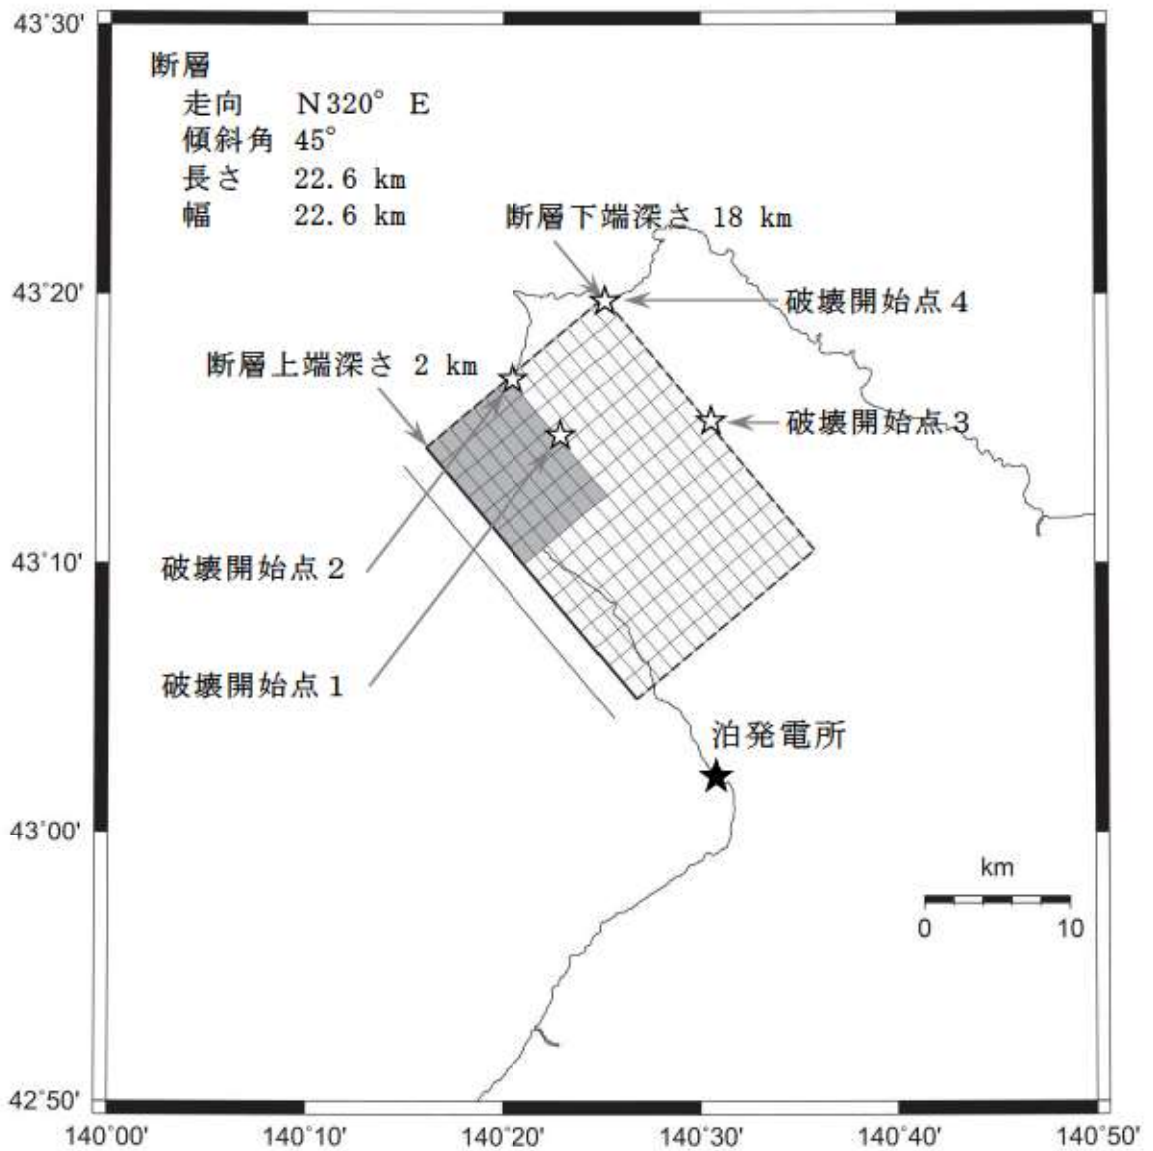 43°30'
断層
走向 N320° E
傾斜角 45°
長さ 22.6 km
幅 22.6 km
断層下端深さ 18 km
43°20'
破壊開始点4
断層上端深さ 2 km
破壊開始点3
43°10'
破壊開始点2
破壊開始点1
泊発電所
43°00'
km
0 10
42°50'
140°00' 140°10' 140°20' 140°30' 140°40' 140°50'